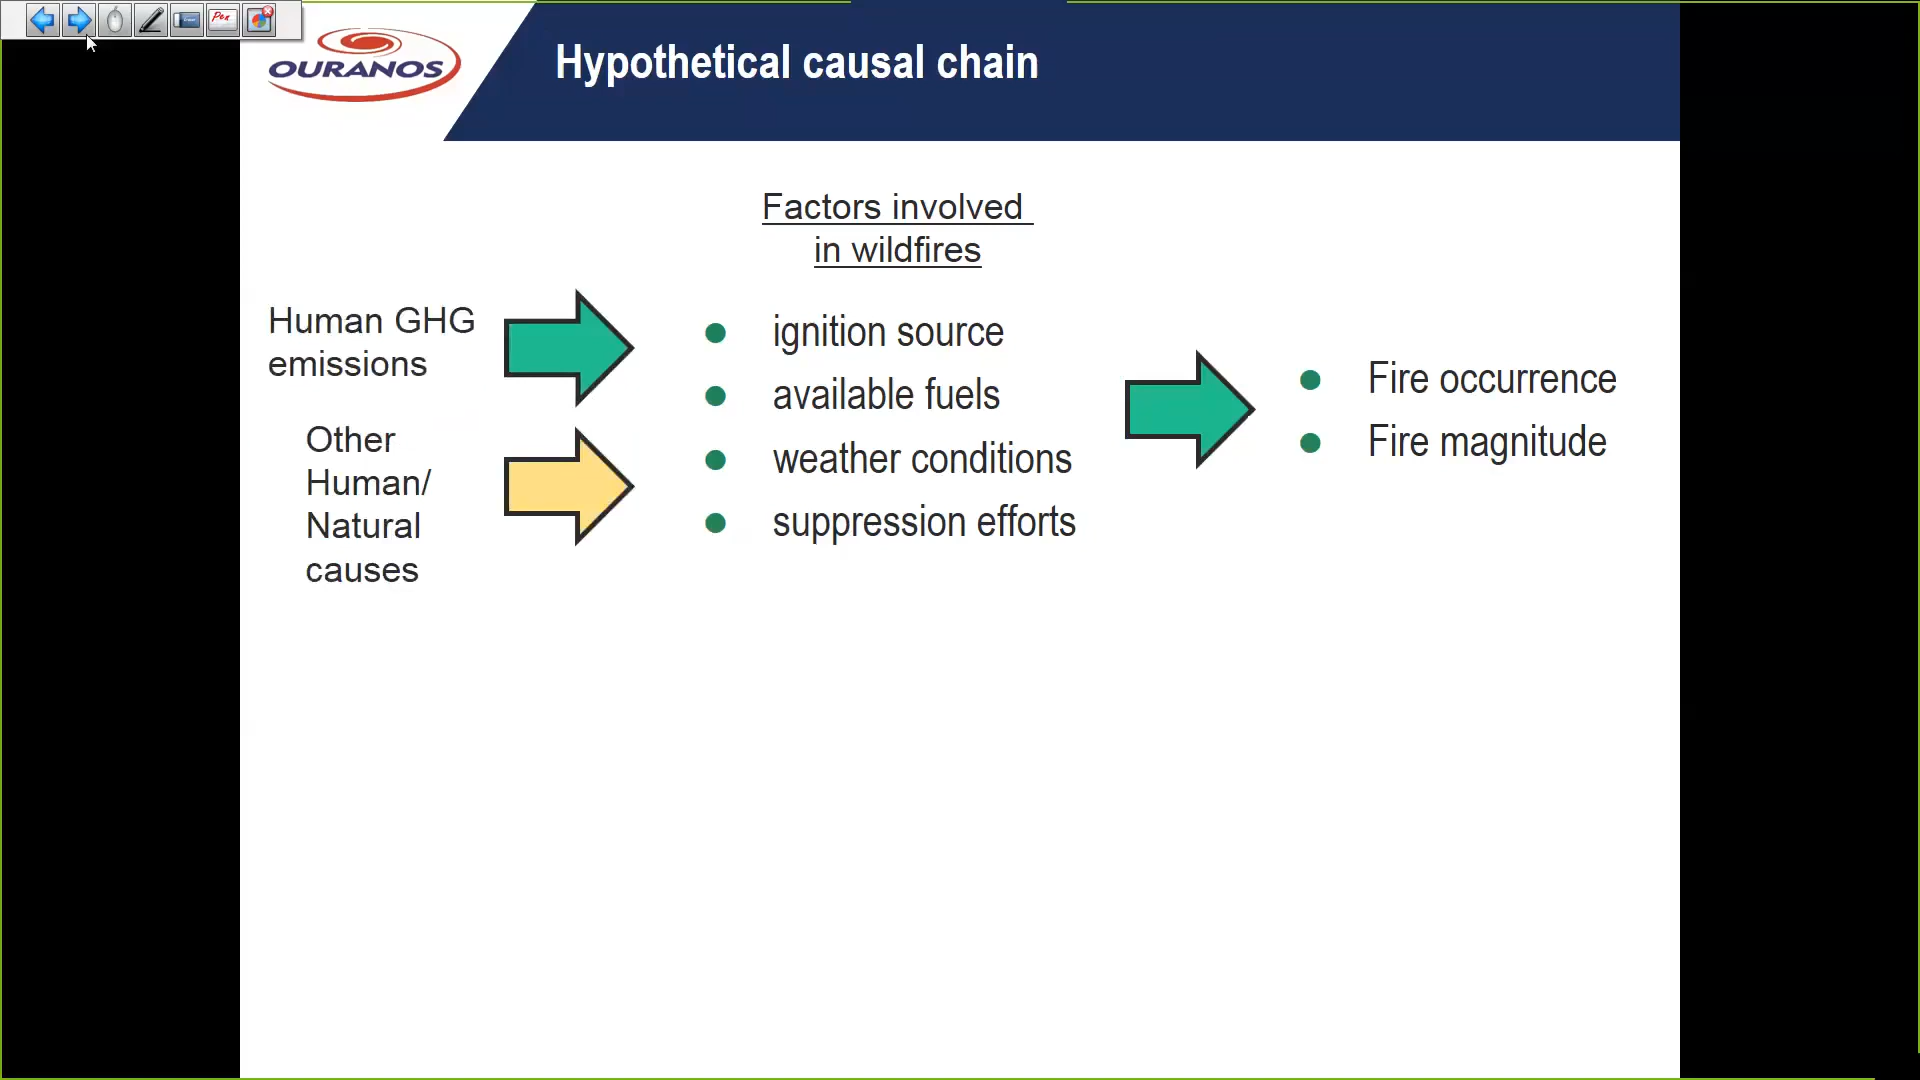 Pen
OURANOS
Hypothetical causal chain
Factors involved
in wildfires
Human GHG
emissions
Other
Human/
Natural
causes
ignition source
available fuels
weather conditions
suppression efforts
Fire occurrence
Fire magnitude